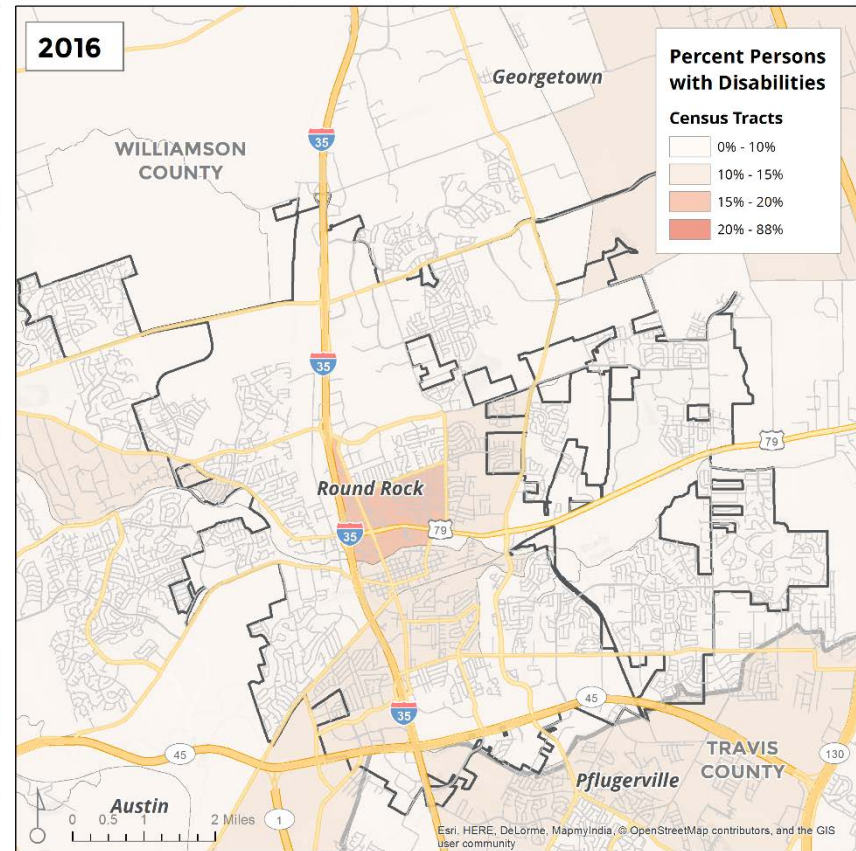 2016
Percent Persons
with Disabilities
Census Tracts
0% - 10%
10% - 15%
15% - 20%
20% - 88%
Georgetown
35
WILLIAMSON
COUNTY
35
79
Round Rock
35
79
35
45
45
130
TRAVIS
COUNTY
Pflugerville
Austin
1
0 0.5 1 2 Miles
Esri, HERE, DeLorme, MapmyIndia, © OpenStreetMap contributors, and the GIS
user community